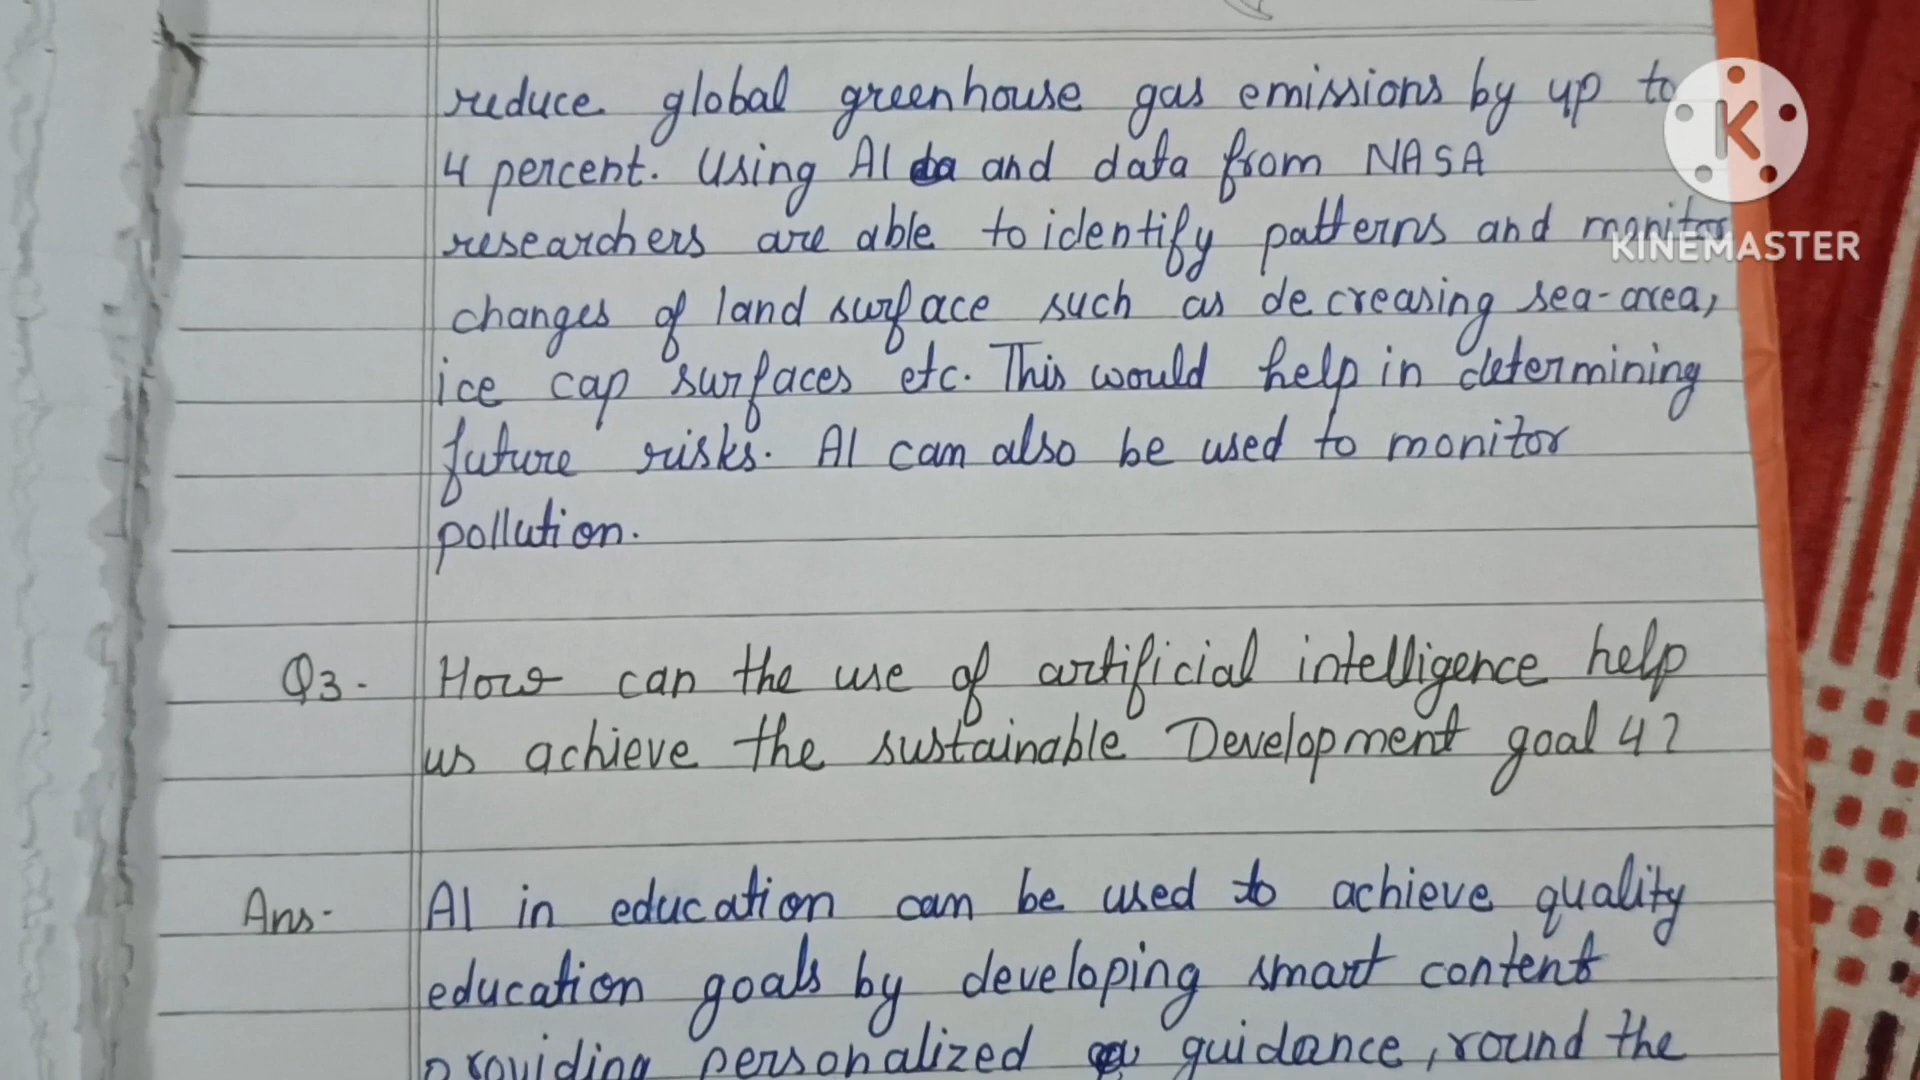 reduce global greenhouse gas emissions by up to
4 percent. Using AI da and data from NASA
researchers are able to identify patterns and monitor
changes of land surface such as decreasing sea-area,
ice cap surfaces etc. This would help in determining
future risks. AI can also be used to monitor
pollution.
Q3. How can the use of artificial intelligence help
us achieve the sustainable Development goal 4?
Ans. AI in education can be used to achieve quality
education goals by developing smart content
providing personalized guidance, round the
K
KINEMASTER